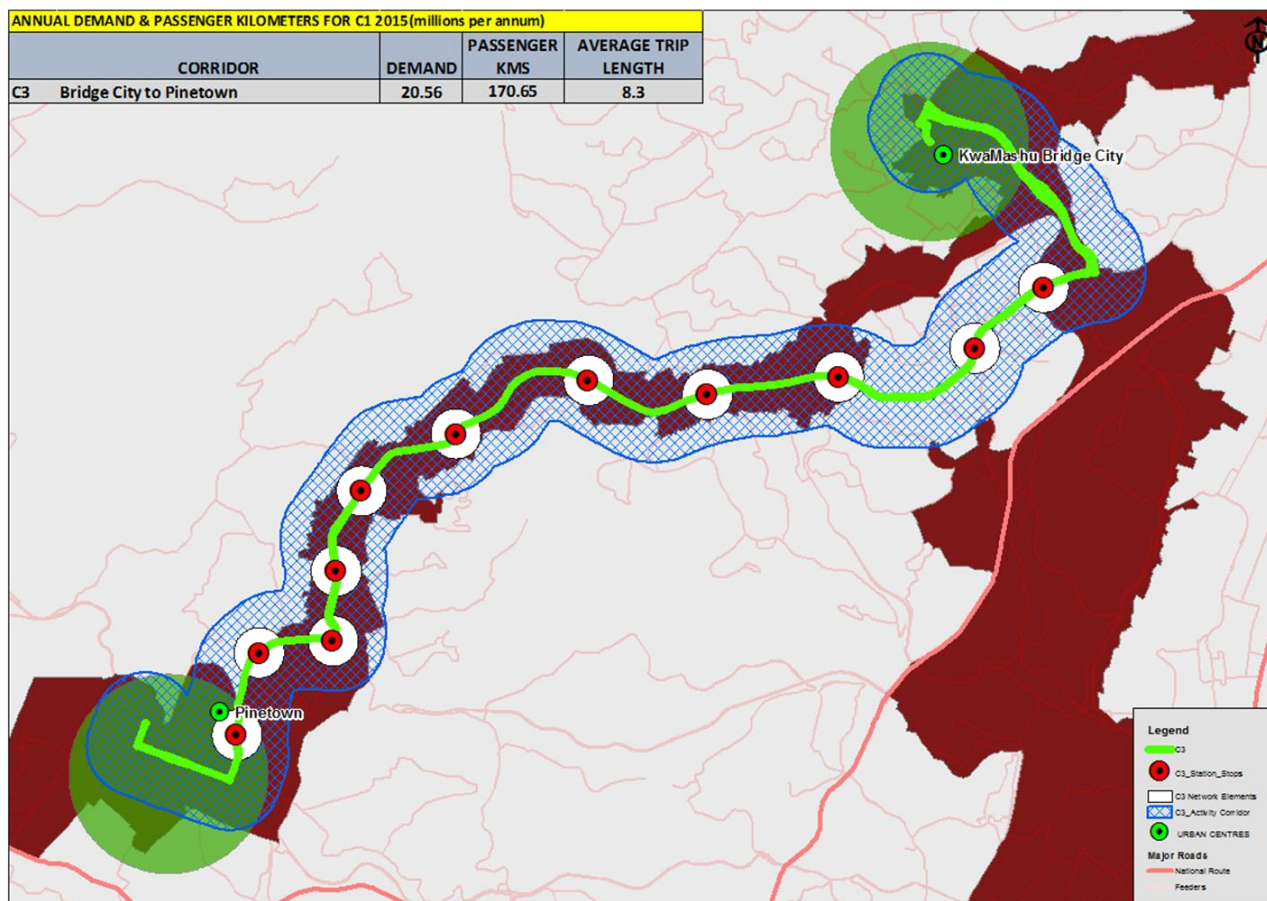 ANNUAL DEMAND & PASSENGER KILOMETERS FOR C1 2015(millions per annum)
CORRIDOR DEMAND PASSENGER KMS AVERAGE TRIP LENGTH
C3 Bridge City to Pinetown 20.56 170.65 8.3
N
KwaMashu Bridge City
Pinetown
Legend
C3
C3_Station_Stops
C3 Network Elements
C3_Activity Corridor
URBAN CENTRES
Major Roads
National Route
Feeders